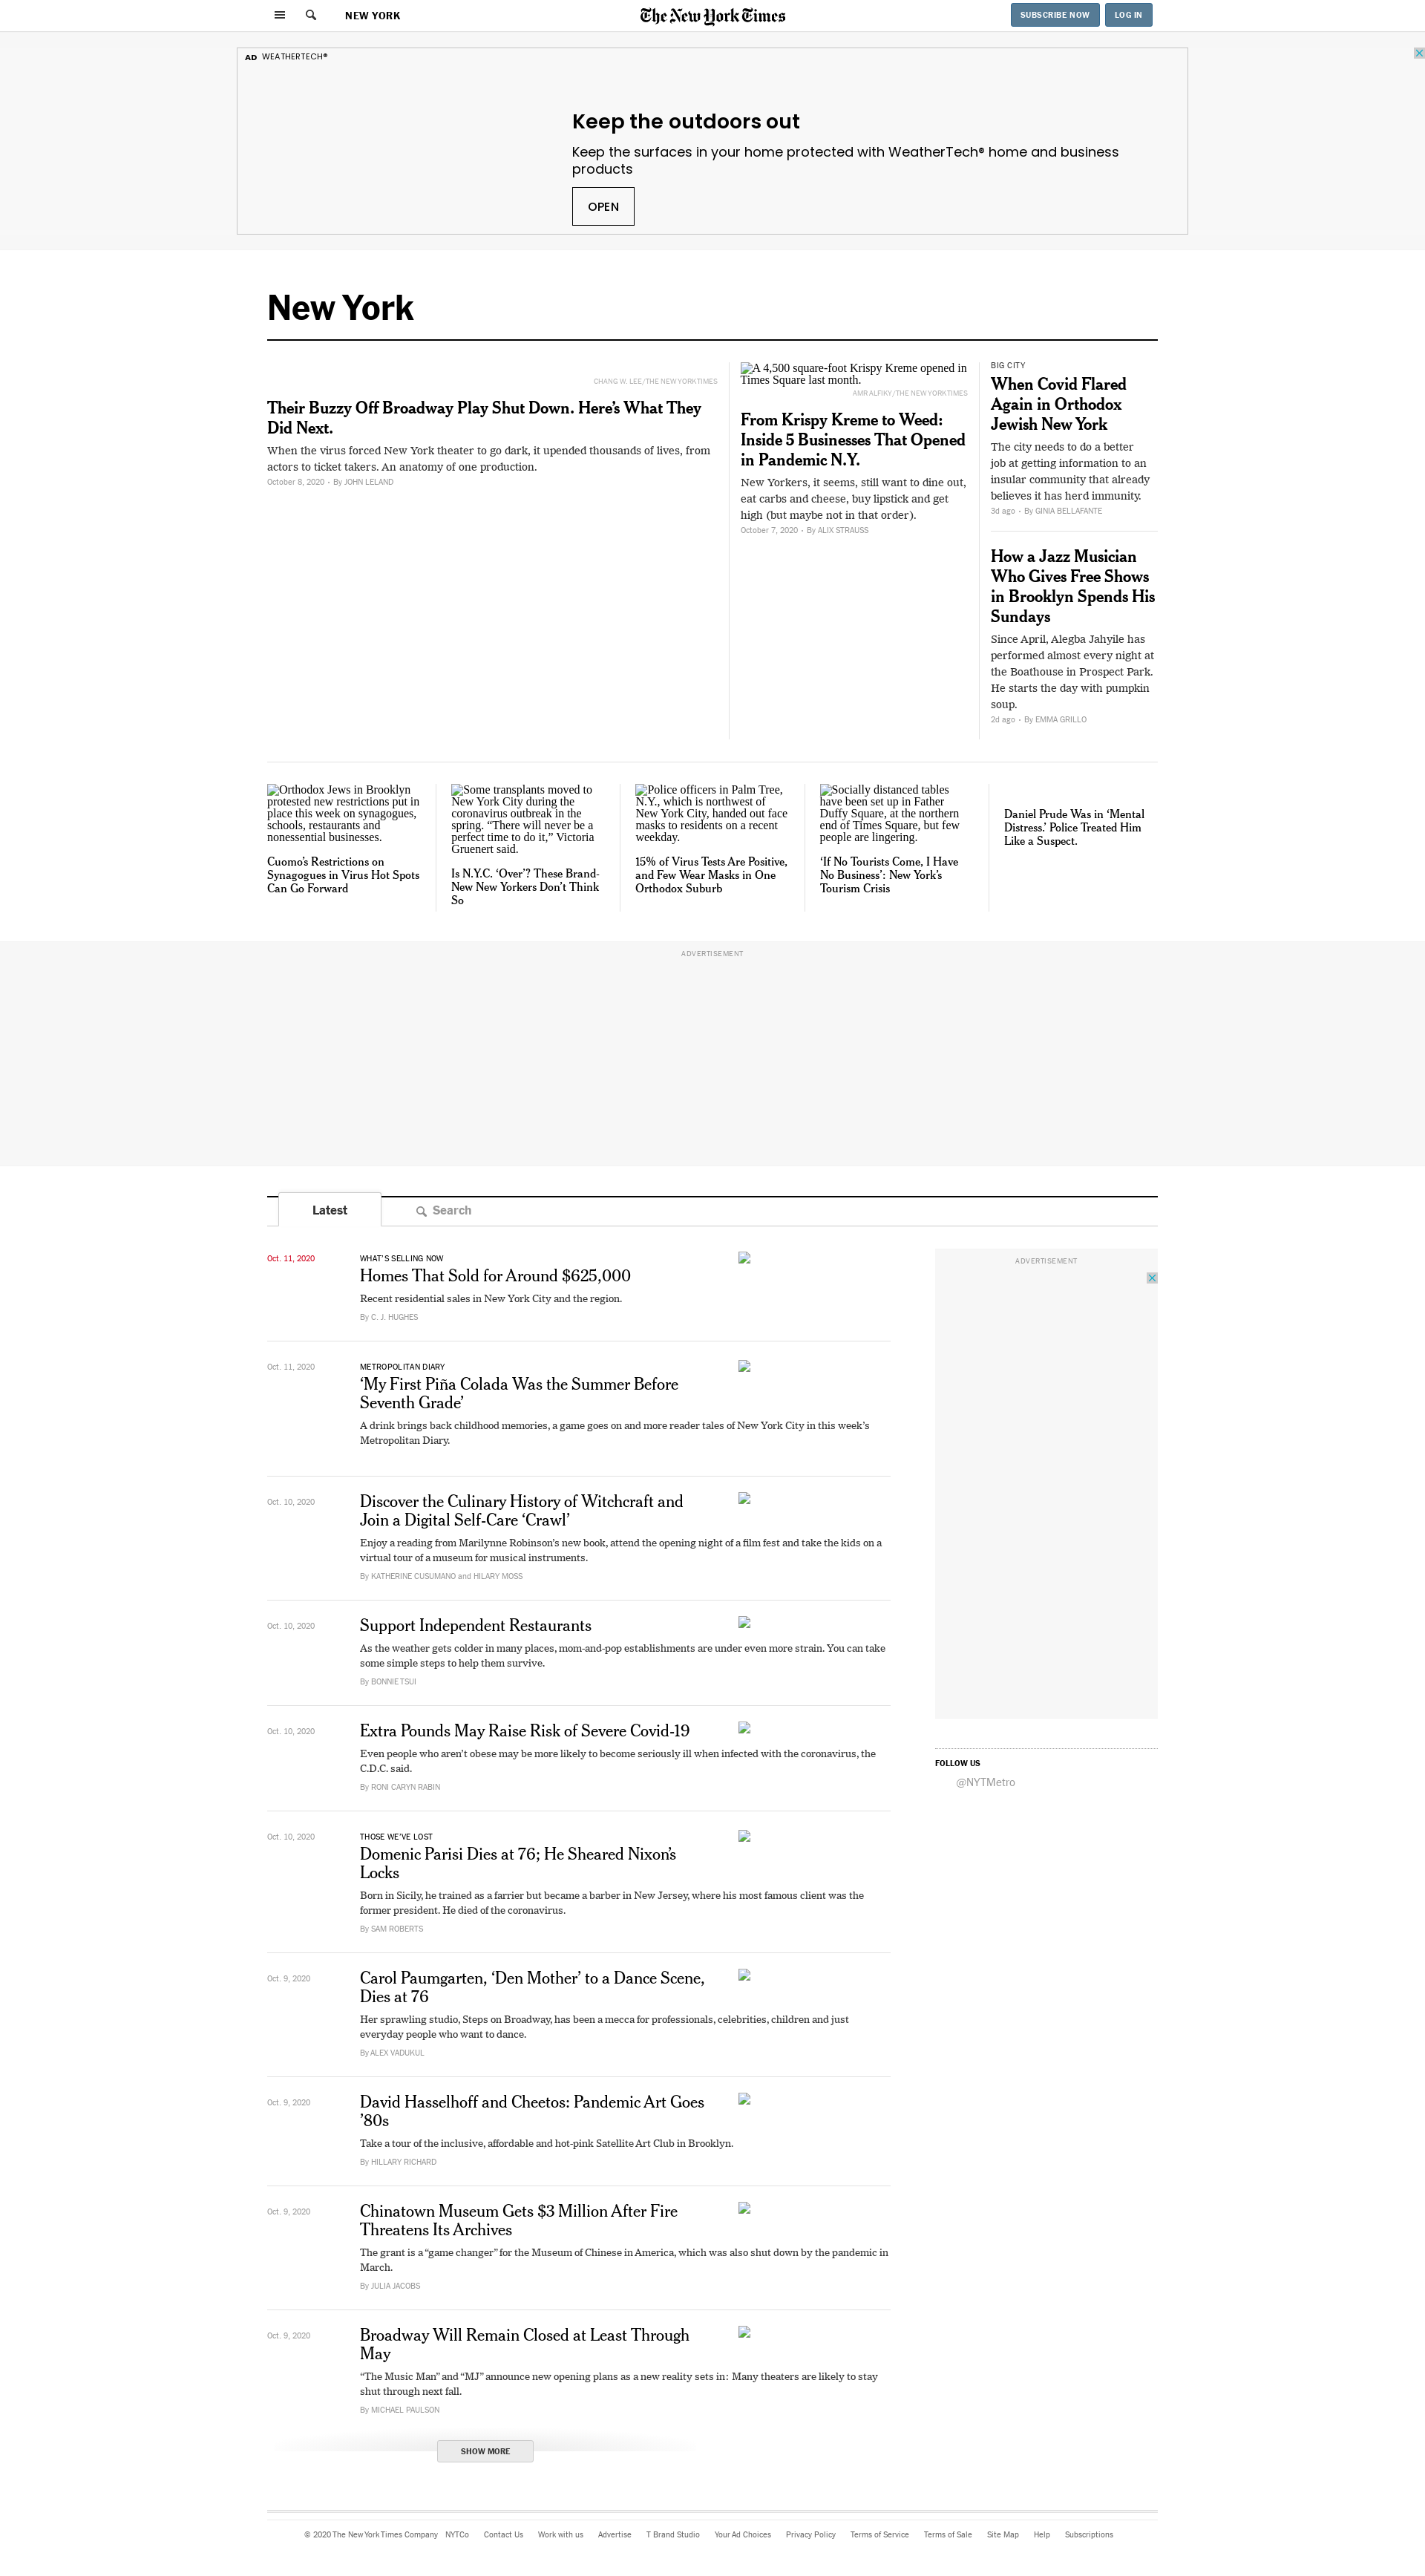 NEW YORK
The New York Times
SUBSCRIBE NOW
LOG IN
AD WEATHERTECH®
Keep the outdoors out
Keep the surfaces in your home protected with WeatherTech® home and business
products
OPEN
New York
CHANG W. LEE/THE NEW YORK TIMES
Their Buzzy Off Broadway Play Shut Down. Here’s What They
Did Next.
When the virus forced New York theater to go dark, it upended thousands of lives, from
actors to ticket takers. An anatomy of one production.
October 8, 2020 • By JOHN LELAND
A 4,500 square-foot Krispy Kreme opened in
Times Square last month.
AMR ALFIKY/THE NEW YORK TIMES
From Krispy Kreme to Weed:
Inside 5 Businesses That Opened
in Pandemic N.Y.
New Yorkers, it seems, still want to dine out,
eat carbs and cheese, buy lipstick and get
high (but maybe not in that order).
October 7, 2020 • By ALIX STRAUSS
BIG CITY
When Covid Flared
Again in Orthodox
Jewish New York
The city needs to do a better
job at getting information to an
insular community that already
believes it has herd immunity.
3d ago • By GINIA BELLAFANTE
How a Jazz Musician
Who Gives Free Shows
in Brooklyn Spends His
Sundays
Since April, Alegba Jahyile has
performed almost every night at
the Boathouse in Prospect Park.
He starts the day with pumpkin
soup.
2d ago • By EMMA GRILLO
Orthodox Jews in Brooklyn
protested new restrictions put in
place this week on synagogues,
schools, restaurants and
nonessential businesses.
Cuomo’s Restrictions on
Synagogues in Virus Hot Spots
Can Go Forward
Some transplants moved to
New York City during the
coronavirus outbreak in the
spring. “There will never be a
perfect time to do it,” Victoria
Gruenert said.
Is N.Y.C. ‘Over’? These Brand-
New New Yorkers Don’t Think
So
Police officers in Palm Tree,
N.Y., which is northwest of
New York City, handed out face
masks to residents on a recent
weekday.
15% of Virus Tests Are Positive,
and Few Wear Masks in One
Orthodox Suburb
Socially distanced tables
have been set up in Father
Duffy Square, at the northern
end of Times Square, but few
people are lingering.
‘If No Tourists Come, I Have
No Business’: New York’s
Tourism Crisis
Daniel Prude Was in ‘Mental
Distress.’ Police Treated Him
Like a Suspect.
ADVERTISEMENT
Latest
Search
Oct. 11, 2020
WHAT’S SELLING NOW
Homes That Sold for Around $625,000
Recent residential sales in New York City and the region.
By C. J. HUGHES
Oct. 11, 2020
METROPOLITAN DIARY
‘My First Piña Colada Was the Summer Before
Seventh Grade’
A drink brings back childhood memories, a game goes on and more reader tales of New York City in this week’s
Metropolitan Diary.
Oct. 10, 2020
Discover the Culinary History of Witchcraft and
Join a Digital Self-Care ‘Crawl’
Enjoy a reading from Marilynne Robinson’s new book, attend the opening night of a film fest and take the kids on a
virtual tour of a museum for musical instruments.
By KATHERINE CUSUMANO and HILARY MOSS
Oct. 10, 2020
Support Independent Restaurants
As the weather gets colder in many places, mom-and-pop establishments are under even more strain. You can take
some simple steps to help them survive.
By BONNIE TSUI
Oct. 10, 2020
Extra Pounds May Raise Risk of Severe Covid-19
Even people who aren’t obese may be more likely to become seriously ill when infected with the coronavirus, the
C.D.C. said.
By RONI CARYN RABIN
Oct. 10, 2020
THOSE WE’VE LOST
Domenic Parisi Dies at 76; He Sheared Nixon’s
Locks
Born in Sicily, he trained as a farrier but became a barber in New Jersey, where his most famous client was the
former president. He died of the coronavirus.
By SAM ROBERTS
Oct. 9, 2020
Carol Paumgarten, ‘Den Mother’ to a Dance Scene,
Dies at 76
Her sprawling studio, Steps on Broadway, has been a mecca for professionals, celebrities, children and just
everyday people who want to dance.
By ALEX VADUKUL
Oct. 9, 2020
David Hasselhoff and Cheetos: Pandemic Art Goes
’80s
Take a tour of the inclusive, affordable and hot-pink Satellite Art Club in Brooklyn.
By HILLARY RICHARD
Oct. 9, 2020
Chinatown Museum Gets $3 Million After Fire
Threatens Its Archives
The grant is a “game changer” for the Museum of Chinese in America, which was also shut down by the pandemic in
March.
By JULIA JACOBS
Oct. 9, 2020
Broadway Will Remain Closed at Least Through
May
“The Music Man” and “MJ” announce new opening plans as a new reality sets in: Many theaters are likely to stay
shut through next fall.
By MICHAEL PAULSON
SHOW MORE
ADVERTISEMENT
FOLLOW US
@NYTMetro
© 2020 The New York Times Company NYTCo Contact Us Work with us Advertise T Brand Studio Your Ad Choices Privacy Policy Terms of Service Terms of Sale Site Map Help Subscriptions